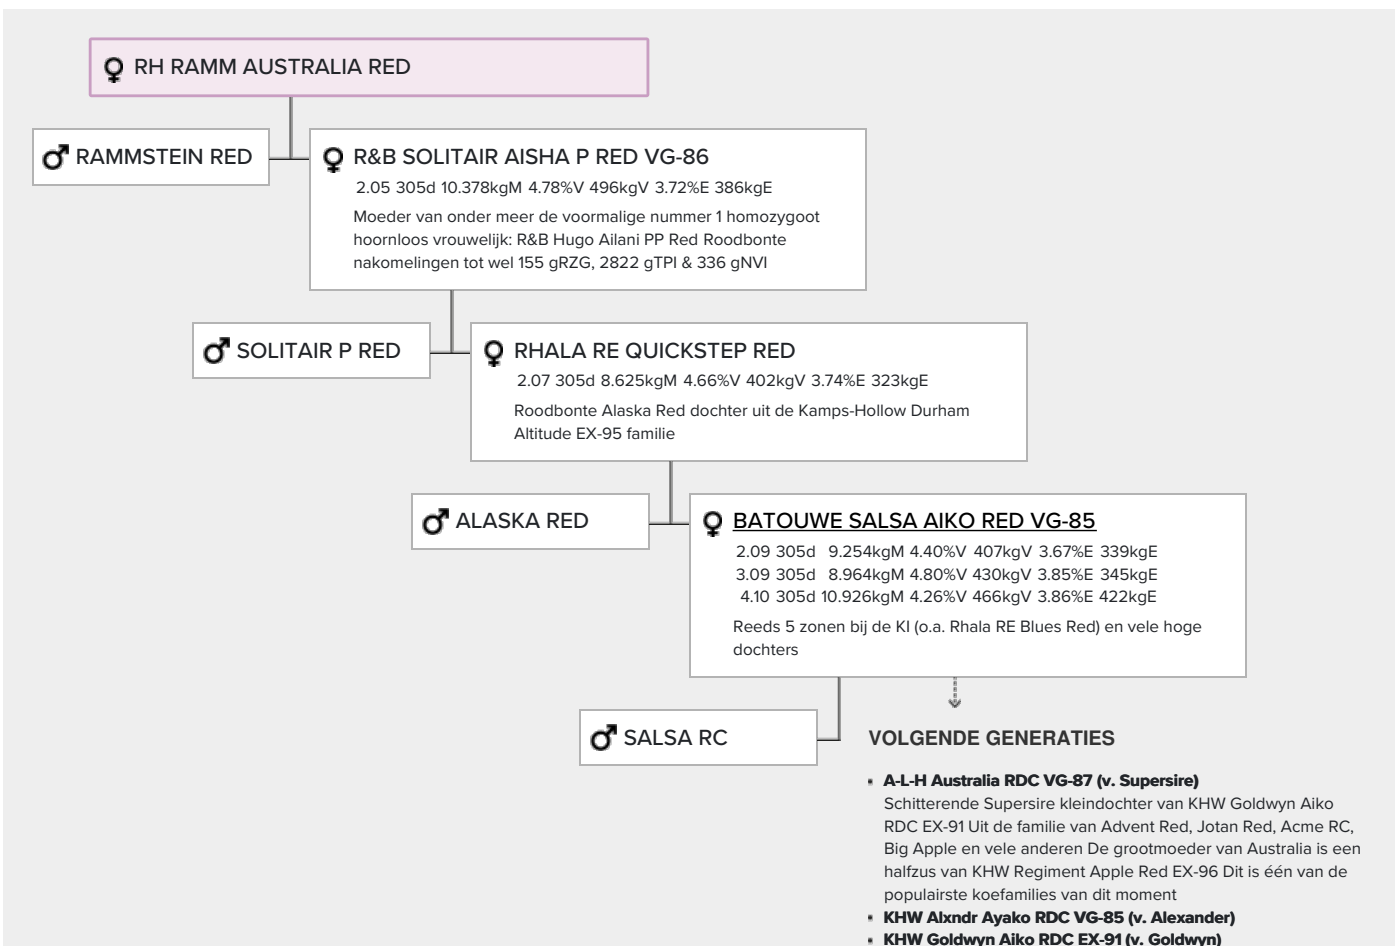 RH RAMM AUSTRALIA RED
RAMMSTEIN RED
R&B SOLITAIR AISHA P RED VG-86
2.05 305d 10.378kgM 4.78%V 496kgV 3.72%E 386kgE
Moeder van onder meer de voormalige nummer 1 homozygoot
hoornloos vrouwelijk: R&B Hugo Ailani PP Red Roodbonte
nakomelingen tot wel 155 gRZG, 2822 gTPI & 336 gNVI
SOLITAIR P RED
RHALA RE QUICKSTEP RED
2.07 305d 8.625kgM 4.66%V 402kgV 3.74%E 323kgE
Roodbonte Alaska Red dochter uit de Kamps-Hollow Durham
Altitude EX-95 familie
ALASKA RED
BATOUWE SALSA AIKO RED VG-85
2.09 305d 9.254kgM 4.40%V 407kgV 3.67%E 339kgE
3.09 305d 8.964kgM 4.80%V 430kgV 3.85%E 345kgE
4.10 305d 10.926kgM 4.26%V 466kgV 3.86%E 422kgE
Reeds 5 zonen bij de KI (o.a. Rhala RE Blues Red) en vele hoge
dochters
SALSA RC
VOLGENDE GENERATIES
A-L-H Australia RDC VG-87 (v. Supersire)
Schitterende Supersire kleindochter van KHW Goldwyn Aiko
RDC EX-91 Uit de familie van Advent Red, Jotan Red, Acme RC,
Big Apple en vele anderen De grootmoeder van Australia is een
halfzus van KHW Regiment Apple Red EX-96 Dit is één van de
populairste koefamilies van dit moment
KHW Alxndr Ayako RDC VG-85 (v. Alexander)
KHW Goldwyn Aiko RDC EX-91 (v. Goldwyn)